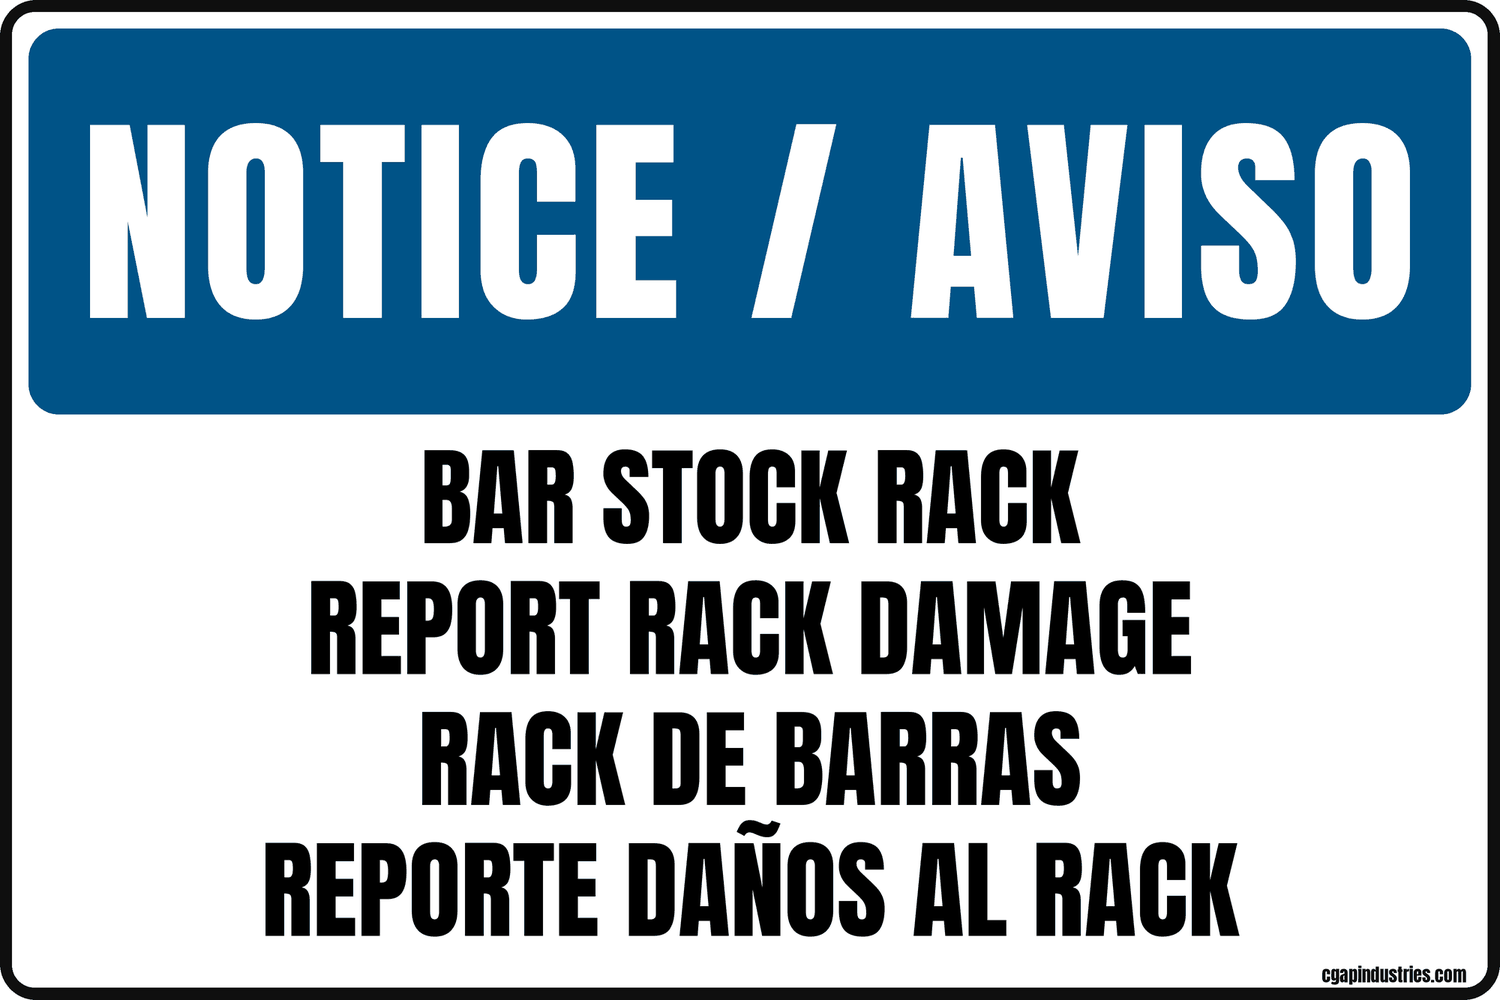 NOTICE / AVISO
BAR STOCK RACK
REPORT RACK DAMAGE
RACK DE BARRAS
REPORTE DAÑOS AL RACK
cgapindustries.com